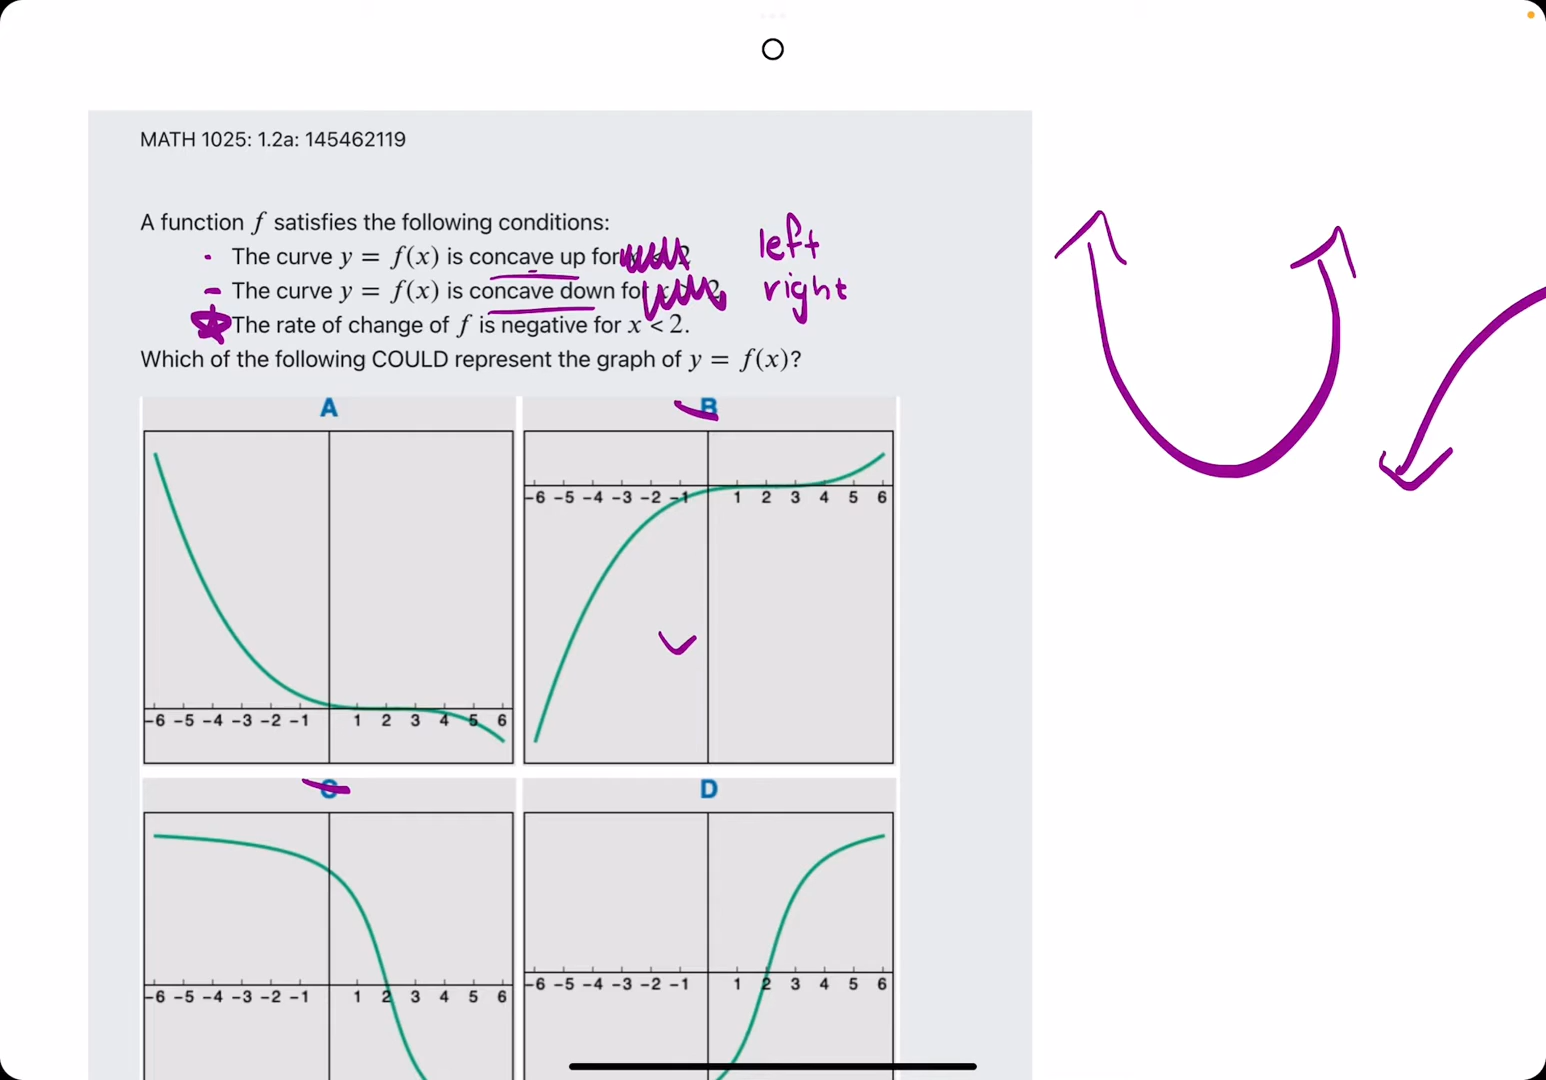 MATH 1025: 1.2a: 145462119
A function f satisfies the following conditions:
The curve y = f(x) is concave up for 2 left
The curve y = f(x) is concave down for 2. right
The rate of change of f is negative for x < 2.
Which of the following COULD represent the graph of y = f(x)?
A B
-6 -5 -4 -3 -2 -1 1 2 3 4 5 6
-6 -5 -4 -3 -2 -1 1 2 3 4 5 6
C D
-6 -5 -4 -3 -2 -1 1 2 3 4 5 6
-6 -5 -4 -3 -2 -1 1 2 3 4 5 6